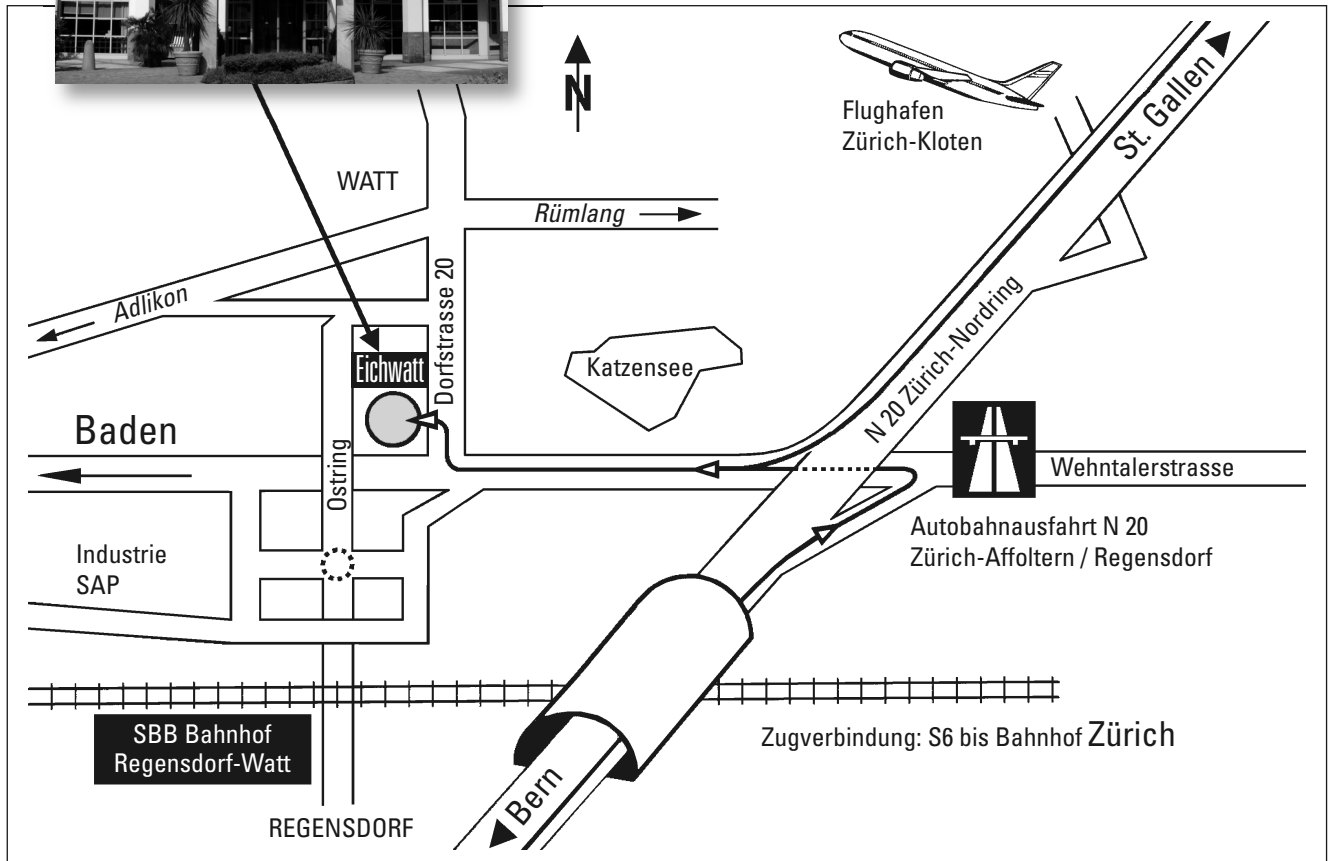 N
Flughafen
Zürich-Kloten
St. Gallen
WATT
Rümlang
Adlikon
Dorfstrasse 20
Eichwatt
Katzensee
N 20 Zürich-Nordring
Baden
Ostring
Wehntalerstrasse
Autobahnausfahrt N 20
Zürich-Affoltern / Regensdorf
Industrie
SAP
SBB Bahnhof
Regensdorf-Watt
Zugverbindung: S6 bis Bahnhof Zürich
Bern
REGENSDORF